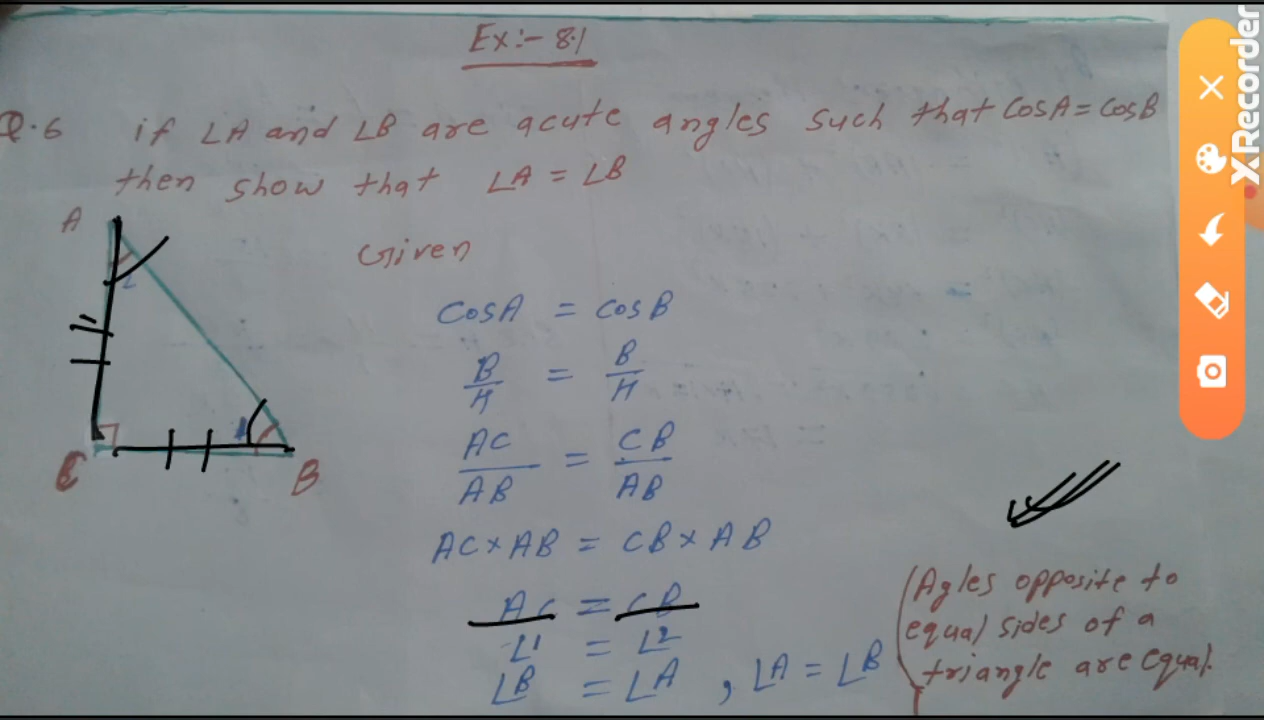 Ex:- 8.1
Q.6 if ∠A and ∠B are acute angles such that CosA = CosB
then show that ∠A = ∠B
A
2
1
C
B
Given
CosA = cosB
B/H = B/H
AC/AB = CB/AB
AC×AB = CB×AB
AC = CB
∠1 = ∠2
∠B = ∠A , ∠A = ∠B
(Agles opposite to
equal sides of a
triangle are equal.
XRecorder